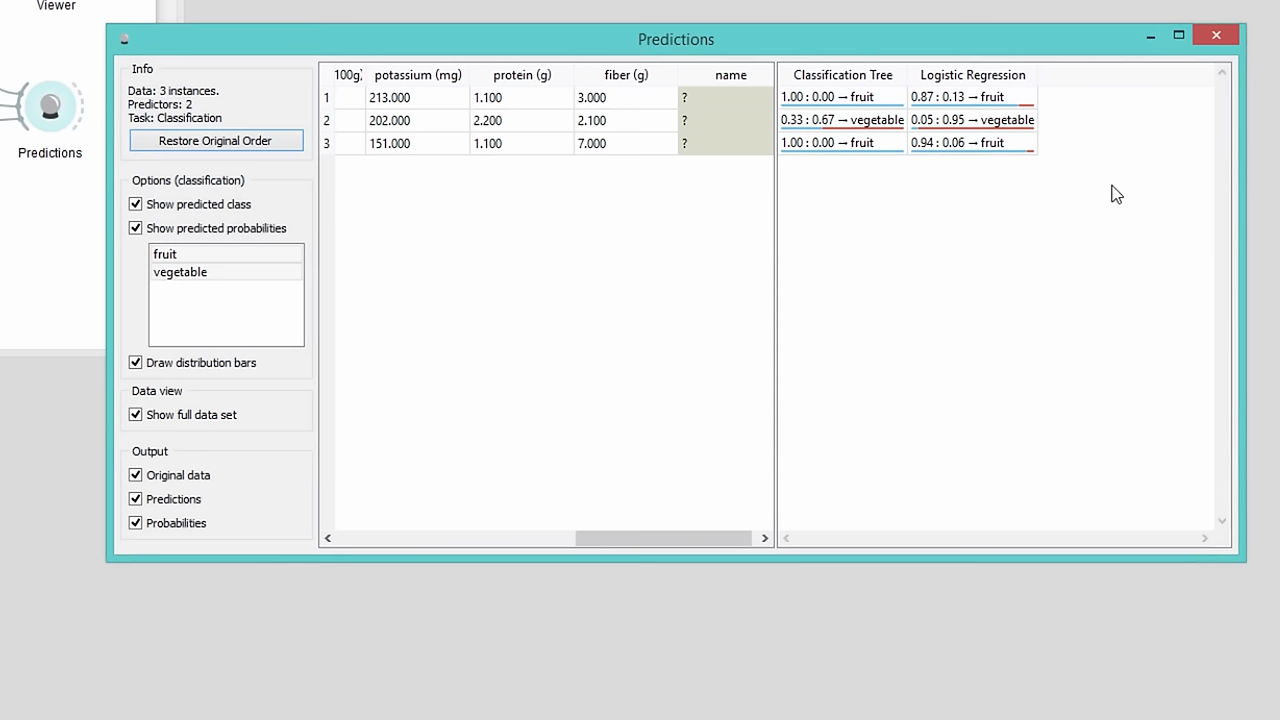 Viewer
Predictions
Predictions
Info
Data: 3 instances.
Predictors: 2
Task: Classification
Restore Original Order
Options (classification)
Show predicted class
Show predicted probabilities
fruit
vegetable
Draw distribution bars
Data view
Show full data set
Output
Original data
Predictions
Probabilities
100g) potassium (mg) protein (g) fiber (g) name Classification Tree Logistic Regression
1 213.000 1.100 3.000 ? 1.00 : 0.00 → fruit 0.87 : 0.13 → fruit
2 202.000 2.200 2.100 ? 0.33 : 0.67 → vegetable 0.05 : 0.95 → vegetable
3 151.000 1.100 7.000 ? 1.00 : 0.00 → fruit 0.94 : 0.06 → fruit